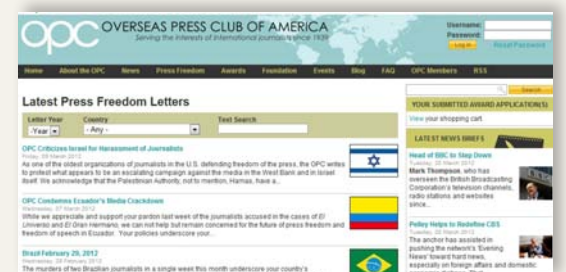 opc OVERSEAS PRESS CLUB OF AMERICA
Serving the interests of international journalists since 1939
Username:
Password:
Log in Reset Password
Home About the OPC News Press Freedom Awards Foundation Events Blog FAQ OPC Members RSS
Search
Latest Press Freedom Letters
Letter Year Country Text Search
-Year - Any -
OPC Criticizes Israel for Harassment of Journalists
Friday, 09 March 2012
As one of the oldest organizations of journalists in the U.S. defending freedom of the press, the OPC writes
to protest what appears to be an escalating campaign against the media in the West Bank and in Israel
itself. We acknowledge that the Palestinian Authority, not to mention, Hamas, have a...
OPC Condemns Ecuador's Media Crackdown
Wednesday, 07 March 2012
While we appreciate and support your pardon last week of the journalists accused in the cases of El
Universo and El Gran Hermano, we can not help but remain concerned for the future of press freedom and
freedom of speech in Ecuador. Your policies underscore your...
Brazil February 29, 2012
Wednesday, 29 February 2012
The murders of two Brazilian journalists in a single week this month underscore your country's
YOUR SUBMITTED AWARD APPLICATION(S)
View your shopping cart.
LATEST NEWS BRIEFS
Head of BBC to Step Down
Tuesday, 20 March 2012
Mark Thompson, who has
overseen the British Broadcasting
Corporation's television channels,
radio stations and websites
since...
Pelley Helps to Redefine CBS
The anchor has assisted in
pushing the network's 'Evening
News' toward hard news,
especially on foreign affairs and domestic